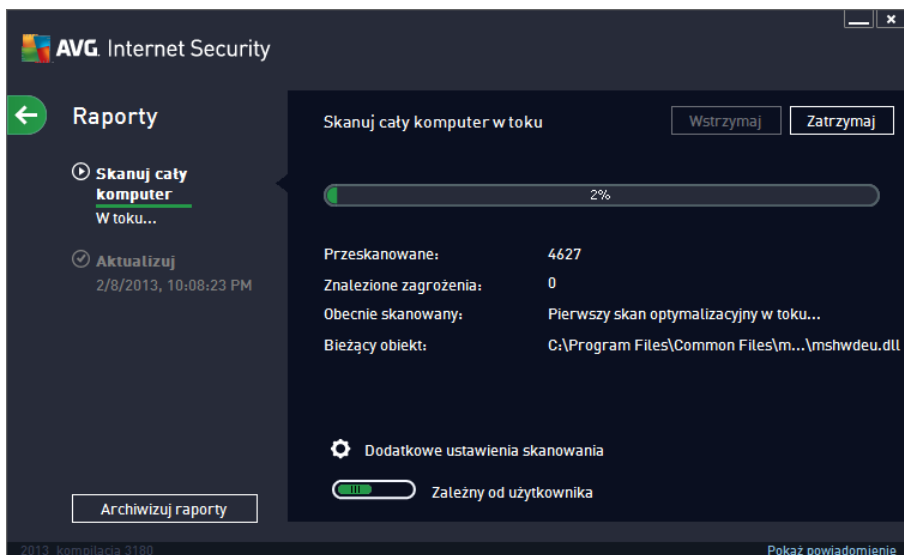 AVG. Internet Security
Raporty
Skanuj cały
komputer
W toku...
Aktualizuj
2/8/2013, 10:08:23 PM
Archiwizuj raporty
Skanuj cały komputer w toku
Wstrzymaj
Zatrzymaj
2%
Przeskanowane: 4627
Znalezione zagrożenia: 0
Obecnie skanowany: Pierwszy skan optymalizacyjny w toku...
Bieżący obiekt: C:\Program Files\Common Files\m...\mshwdeu.dll
Dodatkowe ustawienia skanowania
Zależny od użytkownika
2013 kompilacja 3180
Pokaż powiadomienie